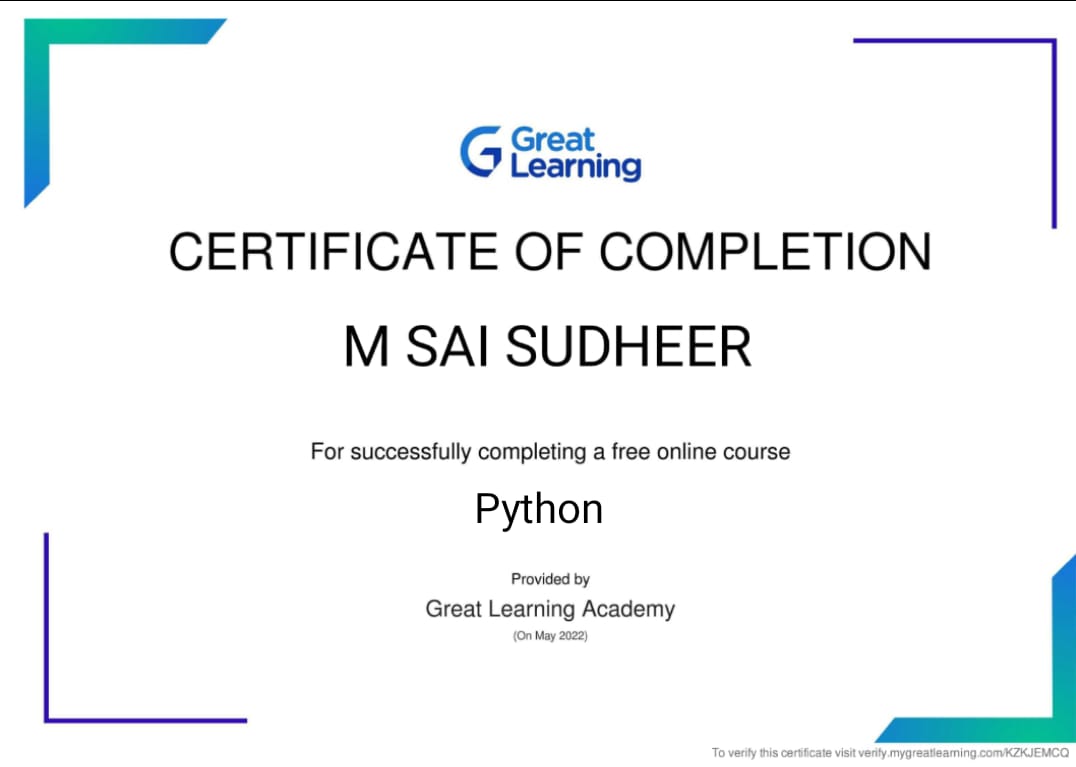 Great
Learning
CERTIFICATE OF COMPLETION
M SAI SUDHEER
For successfully completing a free online course
Python
Provided by
Great Learning Academy
(On May 2022)
To verify this certificate visit verify.mygreatlearning.com/KZKJEMCQ